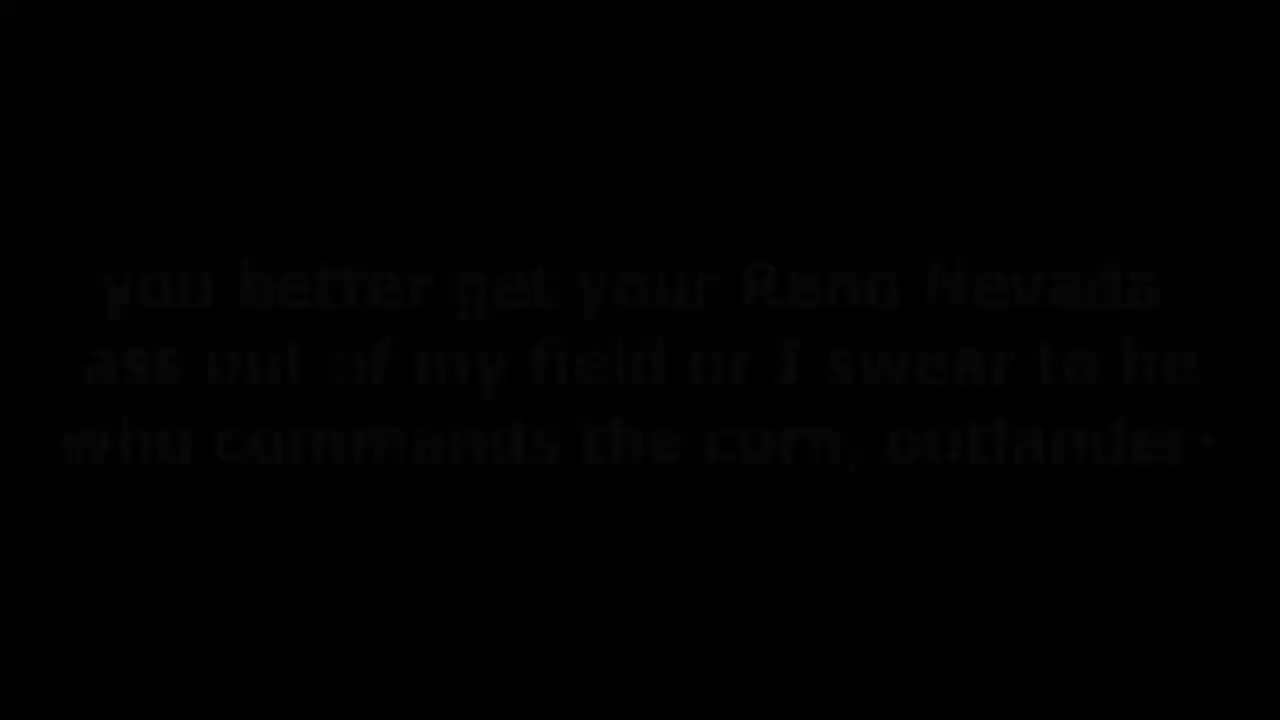 you better get your Reno Nevada
ass out of my field or I swear to he
who commands the corn, outlander-